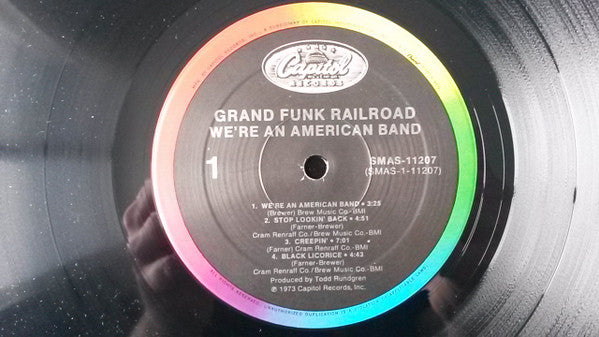 Capitol
RECORDS
GRAND FUNK RAILROAD
WE'RE AN AMERICAN BAND
1
SMAS-11207
(SMAS-1-11207)
1. WE'RE AN AMERICAN BAND • 3:25
(Brewer) Brew Music Co.-BMI
2. STOP LOOKIN' BACK • 4:51
(Farner-Brewer)
Cram Renraff Co./Brew Music Co.-BMI
3. CREEPIN' • 7:01
(Farner) Cram Renraff Co.-BMI
4. BLACK LICORICE • 4:43
(Farner-Brewer)
Cram Renraff Co./Brew Music Co.-BMI
Produced by Todd Rundgren
℗ 1973 Capitol Records, Inc.